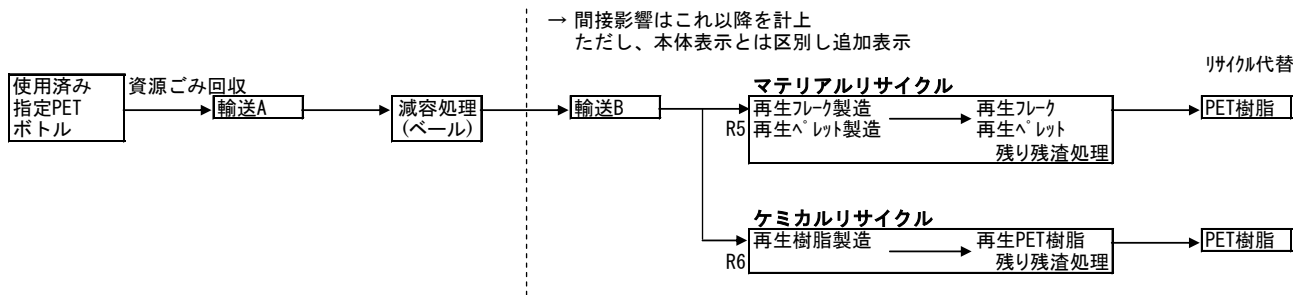 → 間接影響はこれ以降を計上
ただし、本体表示とは区別し追加表示
ﾘｻｲｸﾙ代替
使用済み
指定PET
ボトル
資源ごみ回収
輸送A
減容処理
(ベール)
輸送B
マテリアルリサイクル
R5
再生ﾌﾚｰｸ製造
再生ﾍﾟﾚｯﾄ製造
再生ﾌﾚｰｸ
再生ﾍﾟﾚｯﾄ
残り残渣処理
PET樹脂
ケミカルリサイクル
R6
再生樹脂製造
再生PET樹脂
残り残渣処理
PET樹脂